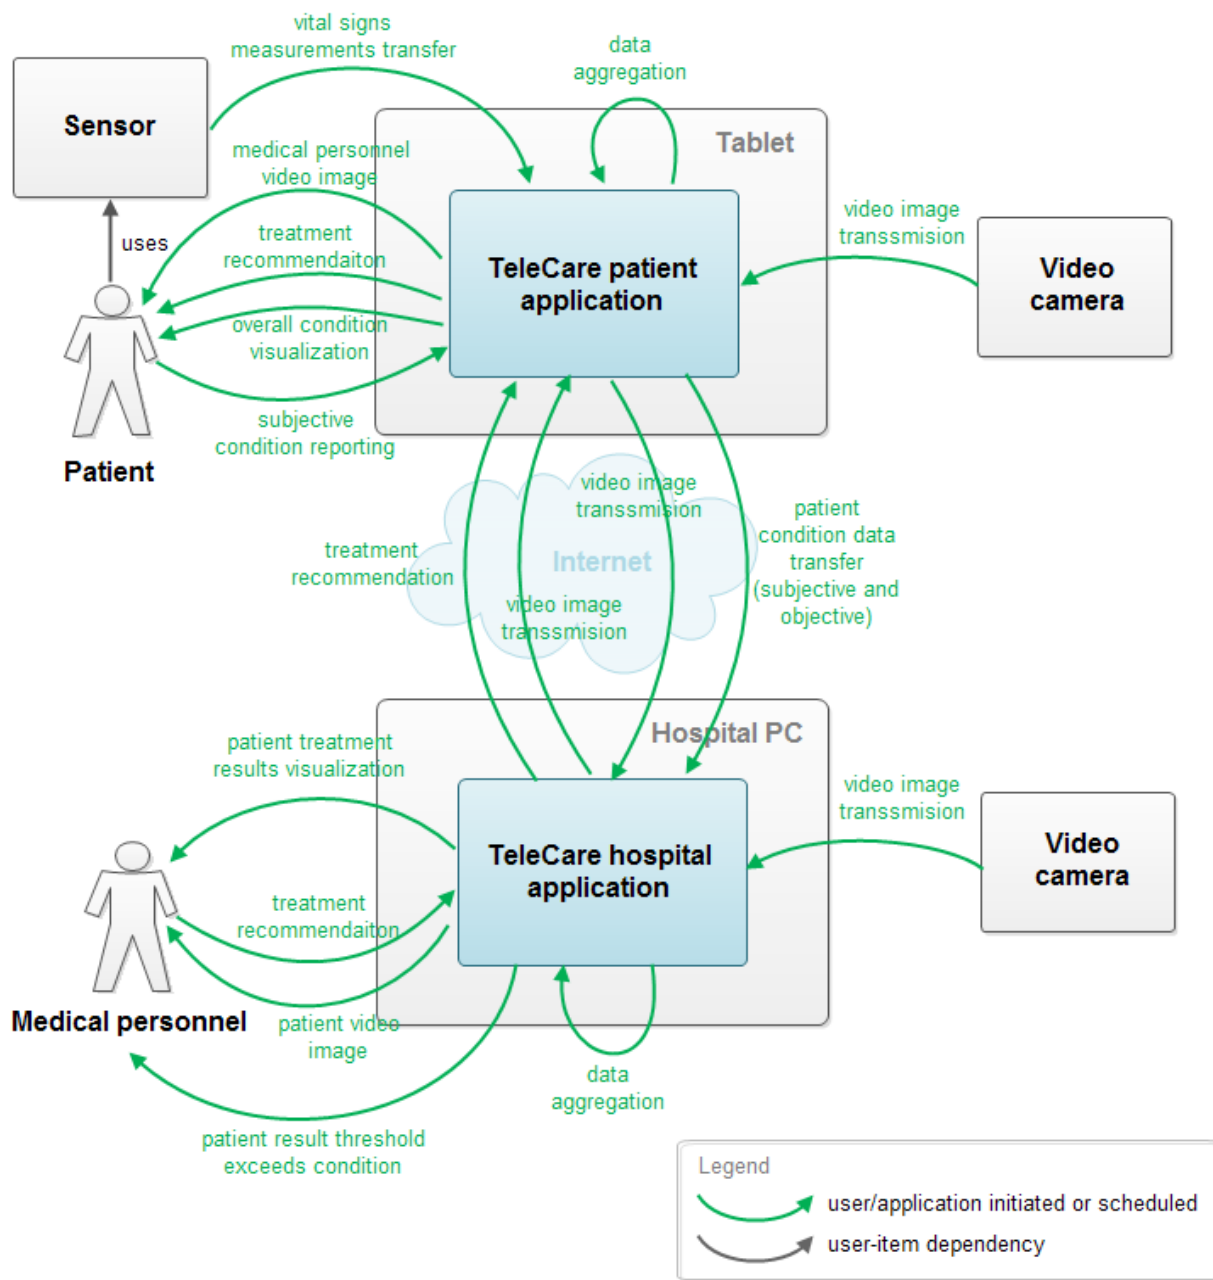 vital signs
measurements transfer
data
aggregation
Sensor
Tablet
medical personnel
video image
uses
treatment
recommendaiton
TeleCare patient
application
video image
transsmision
Video
camera
overall condition
visualization
subjective
condition reporting
Patient
video image
transsmision
patient
condition data
transfer
(subjective and
objective)
treatment
recommendation
Internet
video image
transsmision
Hospital PC
patient treatment
results visualization
video image
transsmision
TeleCare hospital
application
Video
camera
treatment
recommendaiton
Medical personnel
patient video
image
data
aggregation
patient result threshold
exceeds condition
Legend
user/application initiated or scheduled
user-item dependency